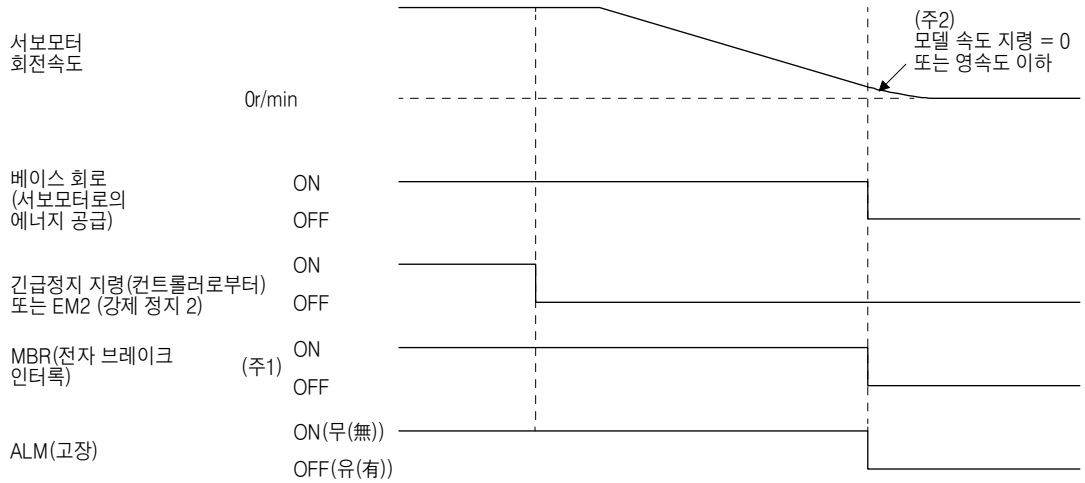 (주2)
모델 속도 지령 = 0
또는 영속도 이하
서보모터
회전속도
0r/min
베이스 회로
(서보모터로의
에너지 공급)
ON
OFF
긴급정지 지령(컨트롤러로부터)
또는 EM2 (강제 정지 2)
ON
OFF
MBR(전자 브레이크
인터록)
(주1)
ON
OFF
ALM(고장)
ON(무(無))
OFF(유(有))